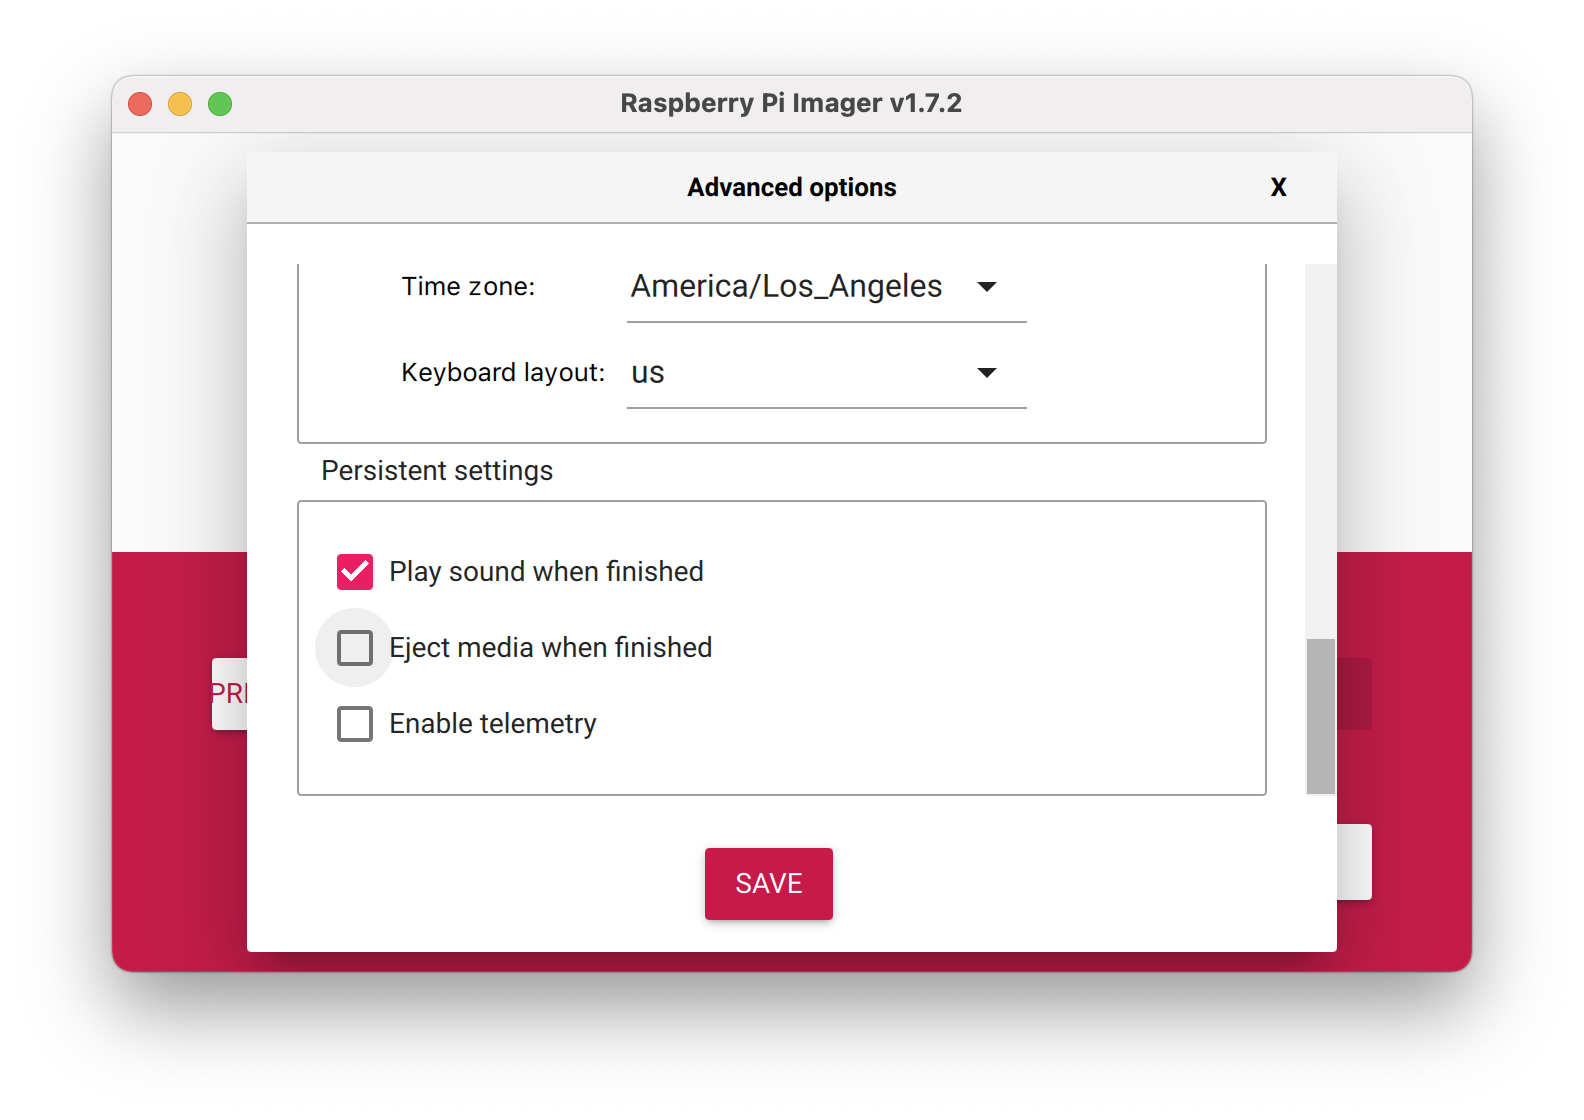 Raspberry Pi Imager v1.7.2
Advanced options
X
Time zone: America/Los_Angeles
Keyboard layout: us
Persistent settings
Play sound when finished
Eject media when finished
PRI
Enable telemetry
SAVE